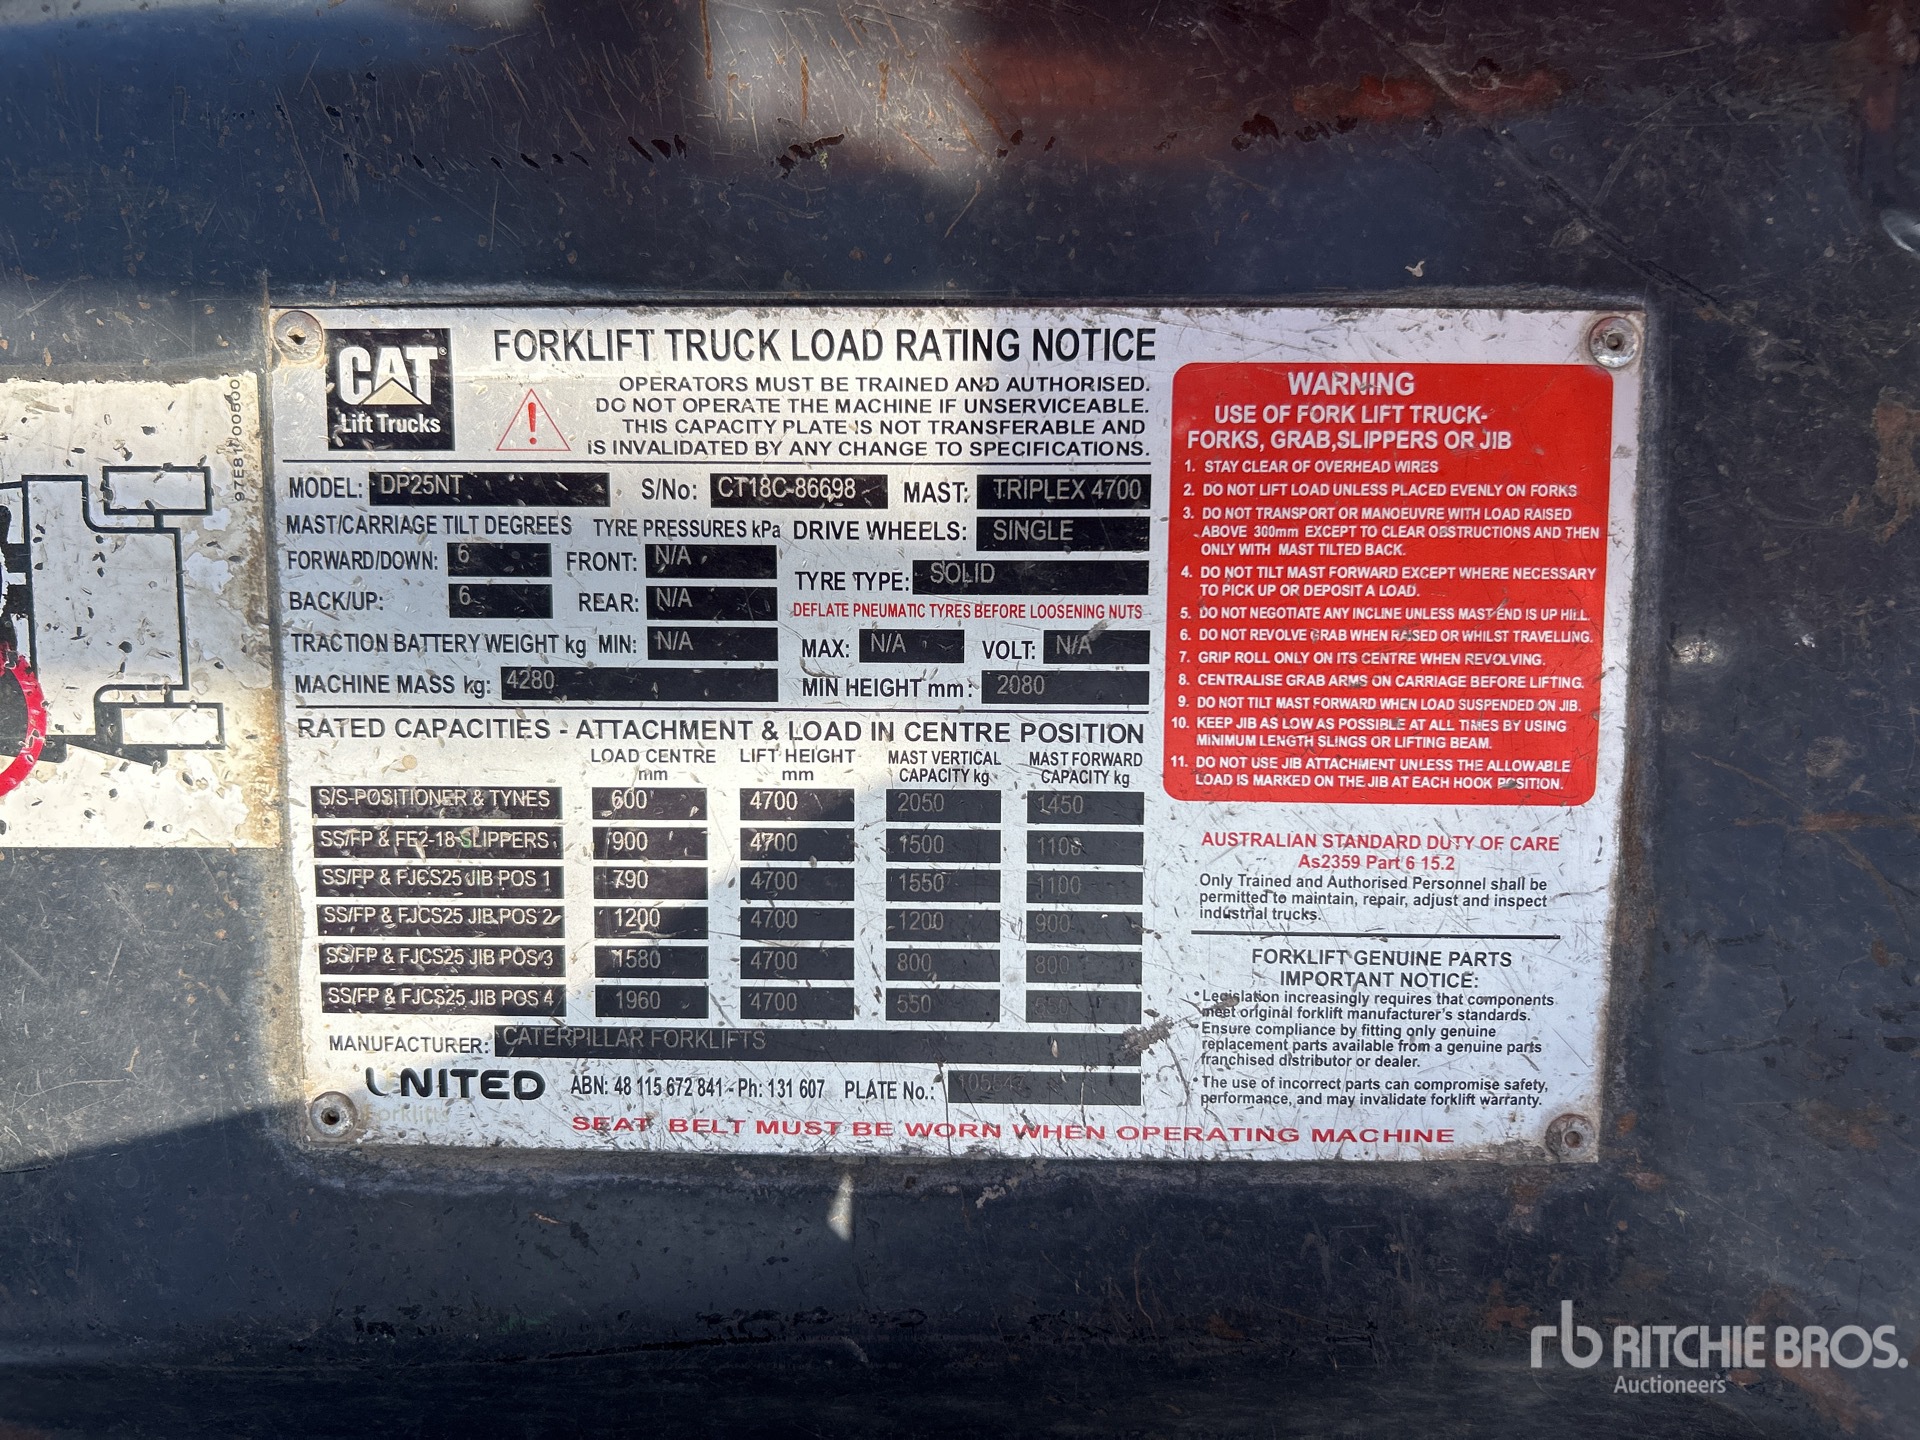 97E81 00500
CAT
Lift Trucks
FORKLIFT TRUCK LOAD RATING NOTICE
OPERATORS MUST BE TRAINED AND AUTHORISED.
DO NOT OPERATE THE MACHINE IF UNSERVICEABLE.
THIS CAPACITY PLATE IS NOT TRANSFERABLE AND
IS INVALIDATED BY ANY CHANGE TO SPECIFICATIONS.
MODEL: DP25NT S/No: CT18C-86698 MAST: TRIPLEX 4700
MAST/CARRIAGE TILT DEGREES TYRE PRESSURES kPa DRIVE WHEELS: SINGLE
FORWARD/DOWN: 6 FRONT: N/A TYRE TYPE: SOLID
BACK/UP: 6 REAR: N/A DEFLATE PNEUMATIC TYRES BEFORE LOOSENING NUTS
TRACTION BATTERY WEIGHT kg MIN: N/A MAX: N/A VOLT: N/A
MACHINE MASS kg: 4280 MIN HEIGHT mm: 2080
RATED CAPACITIES - ATTACHMENT & LOAD IN CENTRE POSITION
LOAD CENTRE LIFT HEIGHT MAST VERTICAL MAST FORWARD
mm mm CAPACITY kg CAPACITY kg
S/S-POSITIONER & TYNES 600 4700 2050 1450
SS/FP & FE2-18 SLIPPERS 900 4700 1500 1100
SS/FP & FJCS25 JIB POS 1 790 4700 1550 1100
SS/FP & FJCS25 JIB POS 2 1200 4700 1200 900
SS/FP & FJCS25 JIB POS 3 1580 4700 800 800
SS/FP & FJCS25 JIB POS 4 1960 4700 550
MANUFACTURER: CATERPILLAR FORKLIFTS
UNITED ABN: 48 115 672 841 - Ph: 131 607 PLATE No.:
Forklifts
SEAT BELT MUST BE WORN WHEN OPERATING MACHINE
WARNING
USE OF FORK LIFT TRUCK-
FORKS, GRAB,SLIPPERS OR JIB
1. STAY CLEAR OF OVERHEAD WIRES
2. DO NOT LIFT LOAD UNLESS PLACED EVENLY ON FORKS
3. DO NOT TRANSPORT OR MANOEUVRE WITH LOAD RAISED
ABOVE 300mm EXCEPT TO CLEAR OBSTRUCTIONS AND THEN
ONLY WITH MAST TILTED BACK.
4. DO NOT TILT MAST FORWARD EXCEPT WHERE NECESSARY
TO PICK UP OR DEPOSIT A LOAD.
5. DO NOT NEGOTIATE ANY INCLINE UNLESS MAST END IS UP HILL
6. DO NOT REVOLVE GRAB WHEN RAISED OR WHILST TRAVELLING.
7. GRIP ROLL ONLY ON ITS CENTRE WHEN REVOLVING.
8. CENTRALISE GRAB ARMS ON CARRIAGE BEFORE LIFTING.
9. DO NOT TILT MAST FORWARD WHEN LOAD SUSPENDED ON JIB.
10. KEEP JIB AS LOW AS POSSIBLE AT ALL TIMES BY USING
MINIMUM LENGTH SLINGS OR LIFTING BEAM.
11. DO NOT USE JIB ATTACHMENT UNLESS THE ALLOWABLE
LOAD IS MARKED ON THE JIB AT EACH HOOK POSITION.
AUSTRALIAN STANDARD DUTY OF CARE
As2359 Part 6 15.2
Only Trained and Authorised Personnel shall be
permitted to maintain, repair, adjust and inspect
industrial trucks.
FORKLIFT GENUINE PARTS
IMPORTANT NOTICE:
• Legislation increasingly requires that components
meet original forklift manufacturer's standards.
Ensure compliance by fitting only genuine
replacement parts available from a genuine parts
franchised distributor or dealer.
• The use of incorrect parts can compromise safety,
performance, and may invalidate forklift warranty.
rb RITCHIE BROS.
Auctioneers